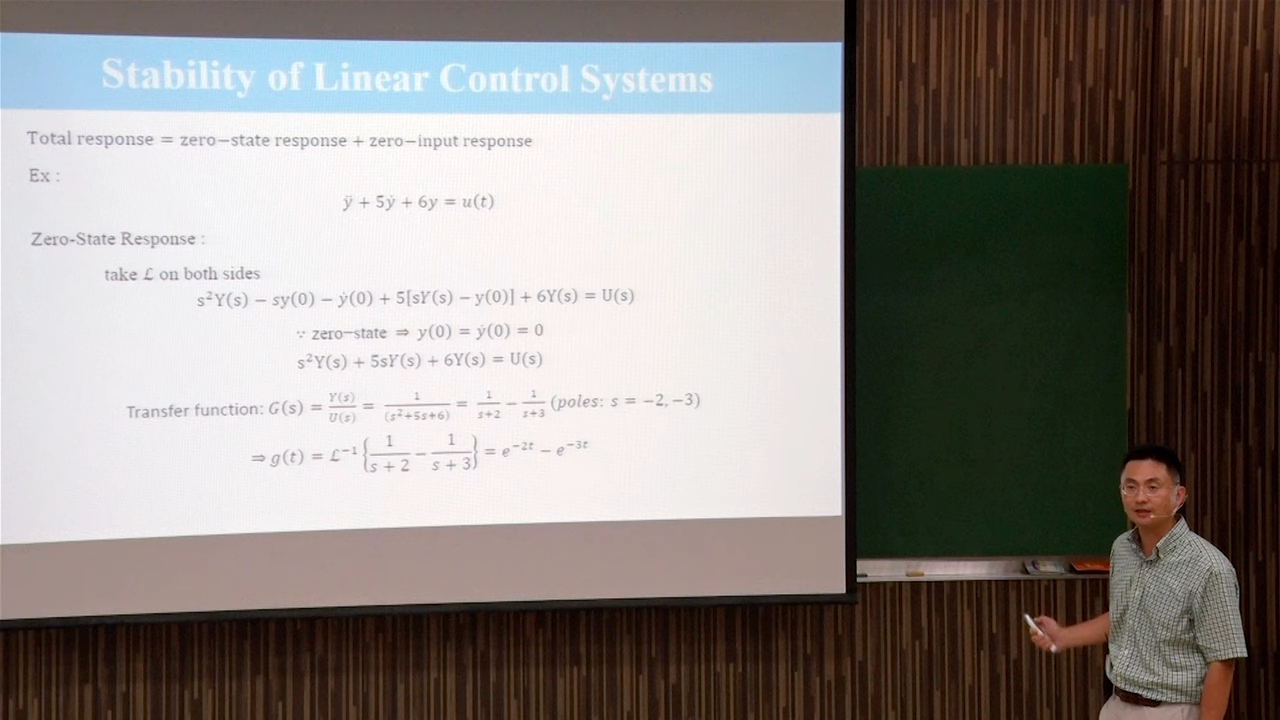 Stability of Linear Control Systems
Total response = zero−state response + zero−input response
Ex :
ÿ + 5ẏ + 6y = u(t)
Zero-State Response :
take ℒ on both sides
s²Y(s) − sy(0) − ẏ(0) + 5[sY(s) − y(0)] + 6Y(s) = U(s)
∵ zero−state ⇒ y(0) = ẏ(0) = 0
s²Y(s) + 5sY(s) + 6Y(s) = U(s)
Transfer function: G(s) = Y(s)/U(s) = 1/(s²+5s+6) = 1/s+2 − 1/s+3 (poles: s = −2, −3)
⇒ g(t) = ℒ⁻¹{1/s + 2 − 1/s + 3} = e⁻²ᵗ − e⁻³ᵗ